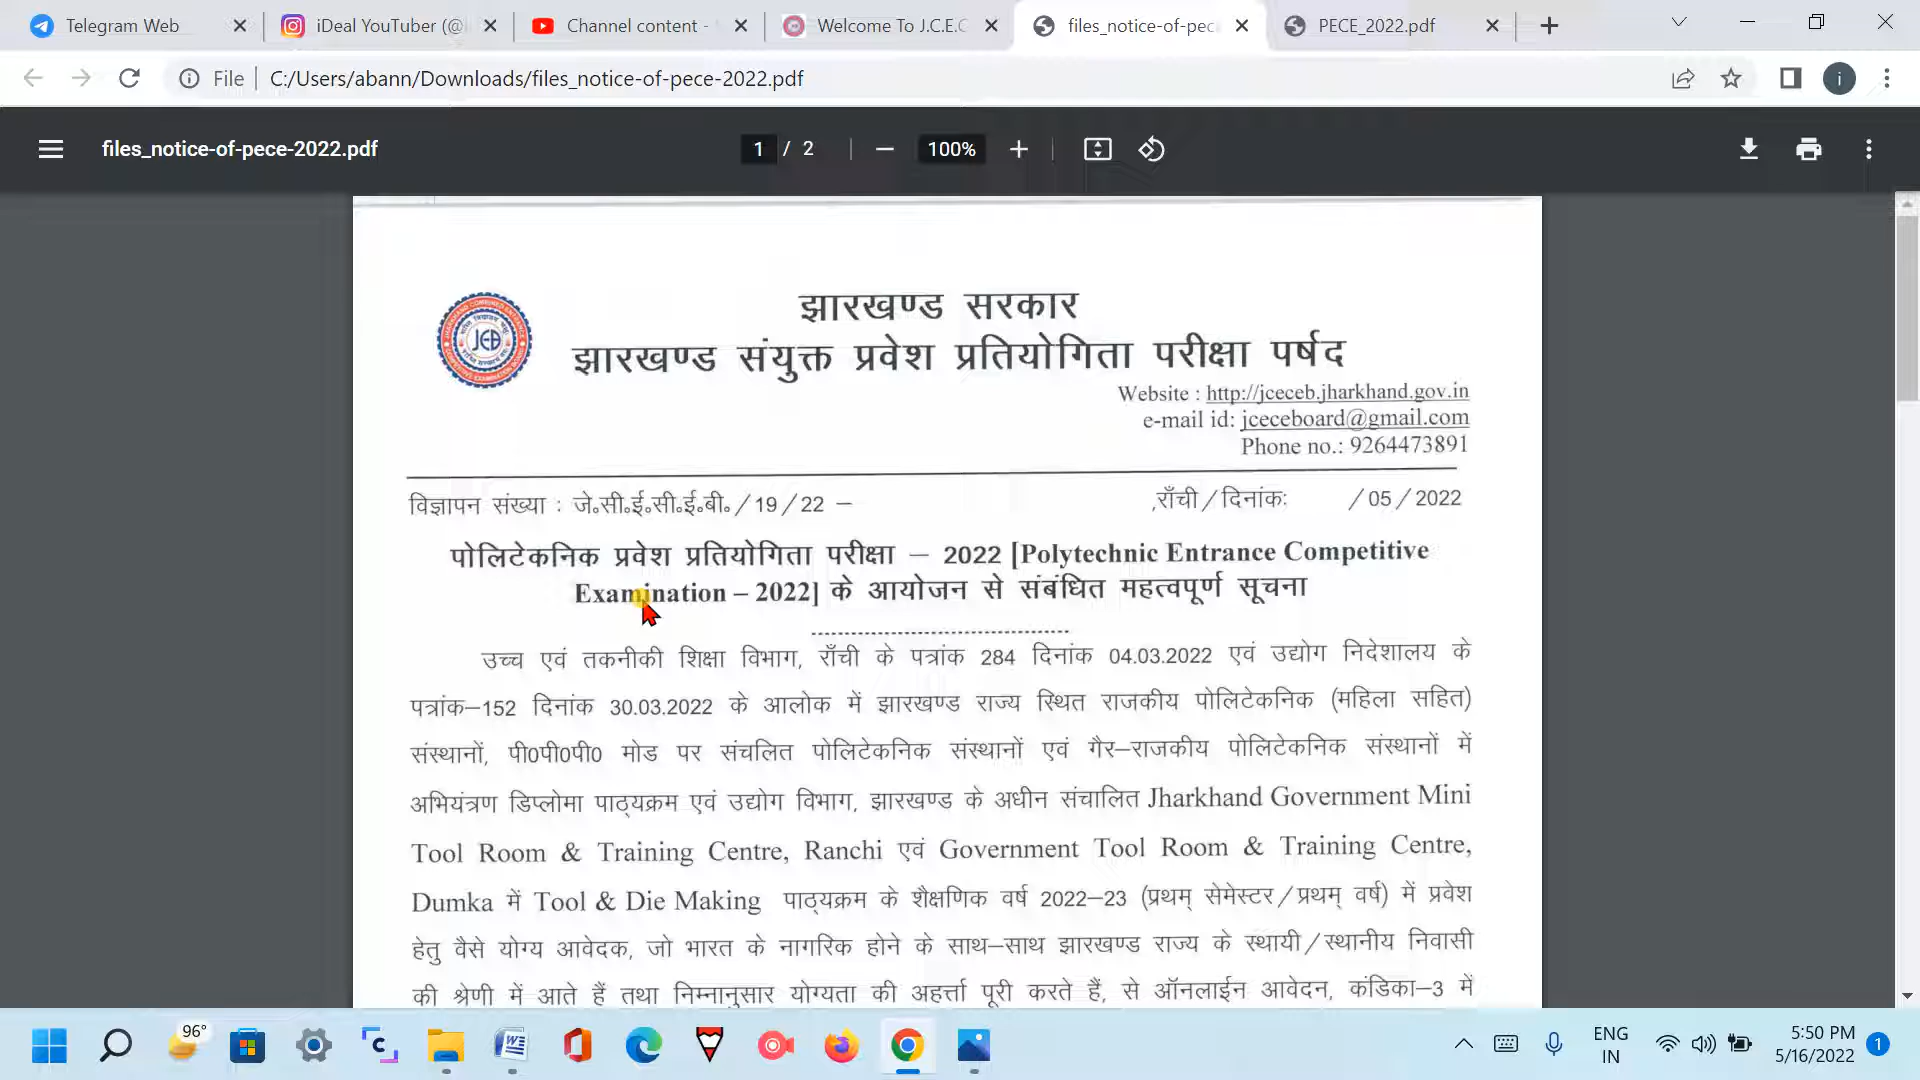 Telegram Web
iDeal YouTuber (@i
Channel content -
Welcome To J.C.E.C
files_notice-of-pece
PECE_2022.pdf
File
C:/Users/abann/Downloads/files_notice-of-pece-2022.pdf
i
files_notice-of-pece-2022.pdf
1 / 2
100%
झारखण्ड सरकार
झारखण्ड संयुक्त प्रवेश प्रतियोगिता परीक्षा पर्षद
JEB
Website : http://jceceb.jharkhand.gov.in
e-mail id: jceceboard@gmail.com
Phone no.: 9264473891
विज्ञापन संख्या : जे॰सी॰ई॰सी॰ई॰बी॰/19/22 –
,राँची/दिनांकः /05/2022
पोलिटेकनिक प्रवेश प्रतियोगिता परीक्षा – 2022 [Polytechnic Entrance Competitive
Examination – 2022] के आयोजन से संबंधित महत्वपूर्ण सूचना
उच्च एवं तकनीकी शिक्षा विभाग, राँची के पत्रांक 284 दिनांक 04.03.2022 एवं उद्योग निदेशालय के
पत्रांक–152 दिनांक 30.03.2022 के आलोक में झारखण्ड राज्य स्थित राजकीय पोलिटेकनिक (महिला सहित)
संस्थानों, पी0पी0पी0 मोड पर संचलित पोलिटेकनिक संस्थानों एवं गैर–राजकीय पोलिटेकनिक संस्थानों में
अभियंत्रण डिप्लोमा पाठ्यक्रम एवं उद्योग विभाग, झारखण्ड के अधीन संचालित Jharkhand Government Mini
Tool Room & Training Centre, Ranchi एवं Government Tool Room & Training Centre,
Dumka में Tool & Die Making पाठ्यक्रम के शैक्षणिक वर्ष 2022–23 (प्रथम् सेमेस्टर/प्रथम् वर्ष) में प्रवेश
हेतु वैसे योग्य आवेदक, जो भारत के नागरिक होने के साथ–साथ झारखण्ड राज्य के स्थायी/स्थानीय निवासी
की श्रेणी में आते हैं तथा निम्नानुसार योग्यता की अहर्त्ता पूरी करते हैं, से ऑनलाईन आवेदन, कंडिका–3 में
96°
ENG
IN
5:50 PM
5/16/2022
1